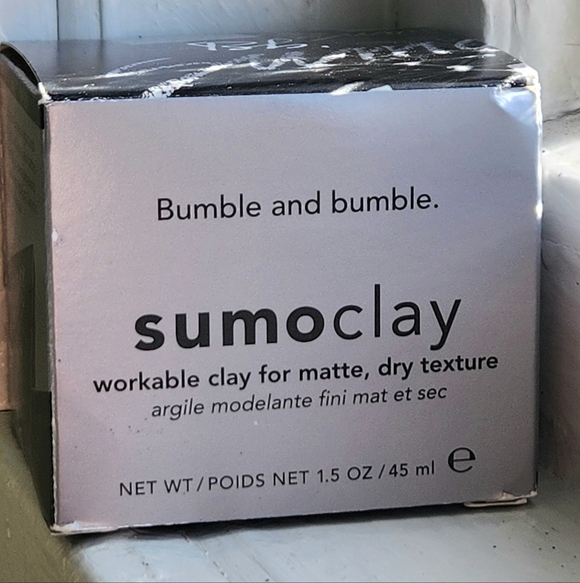 Bumble and bumble.
sumoclay
workable clay for matte, dry texture
argile modelante fini mat et sec
NET WT/POIDS NET 1.5 OZ/45 ml e